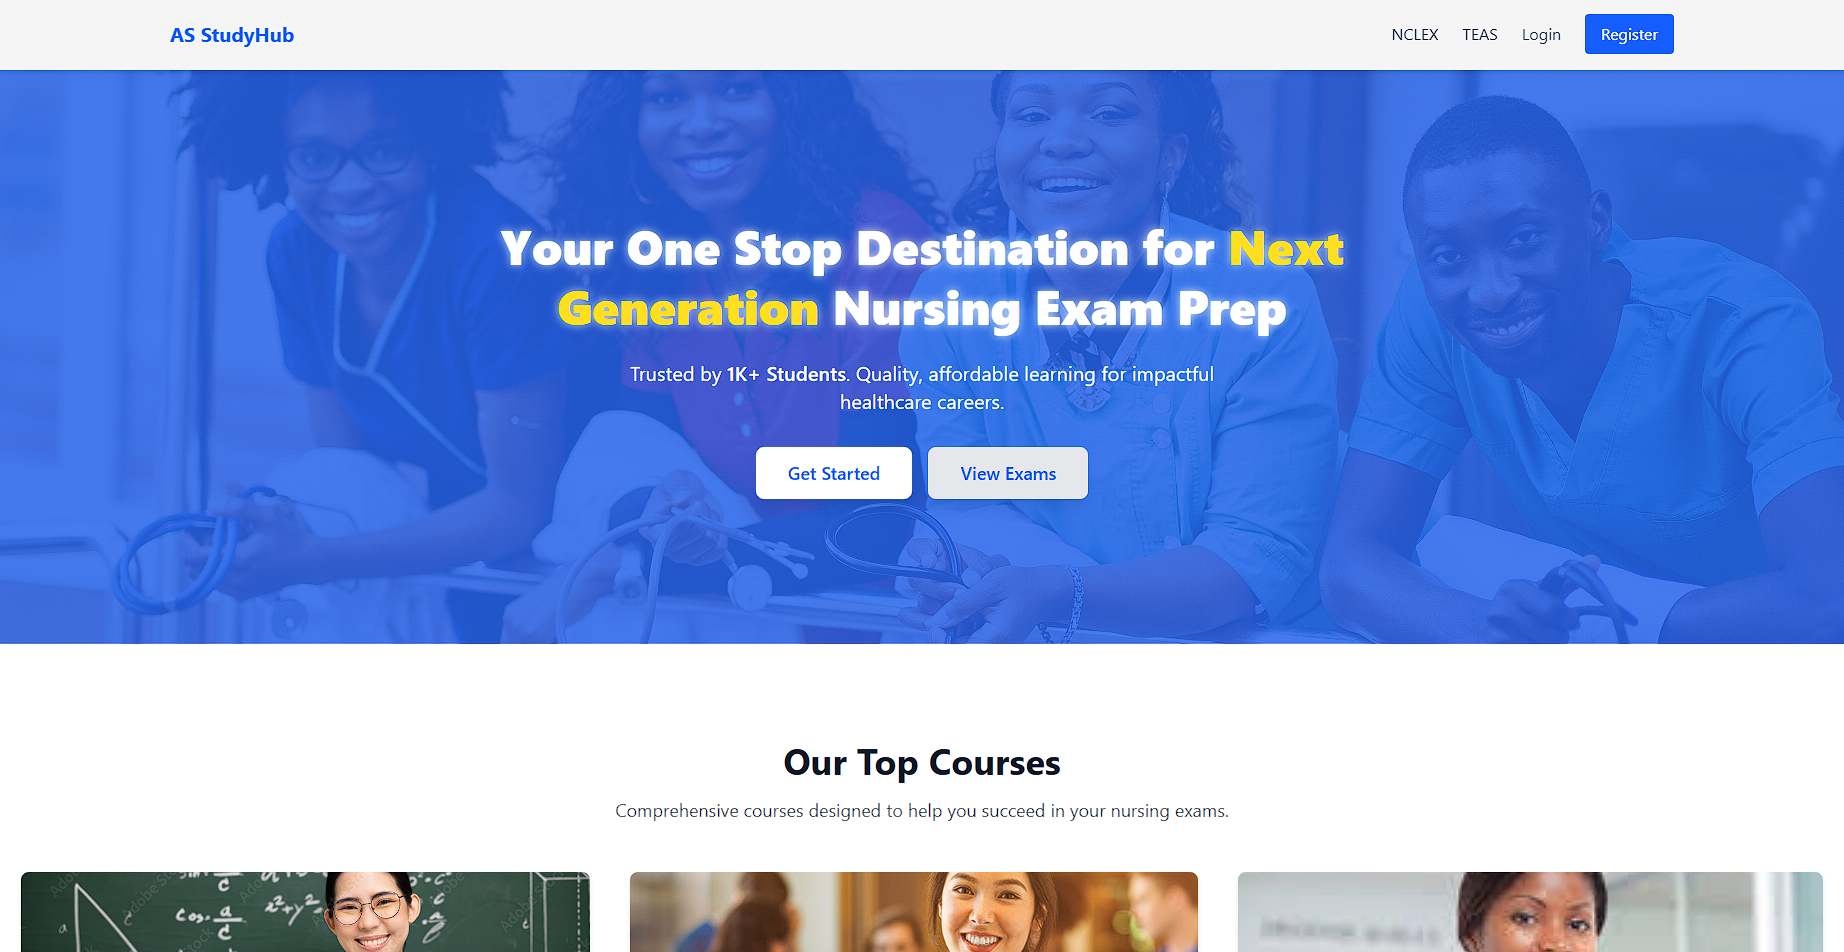 AS StudyHub
NCLEX TEAS Login Register
Your One Stop Destination for Next
Generation Nursing Exam Prep
Trusted by 1K+ Students. Quality, affordable learning for impactful
healthcare careers.
Get Started View Exams
Our Top Courses
Comprehensive courses designed to help you succeed in your nursing exams.